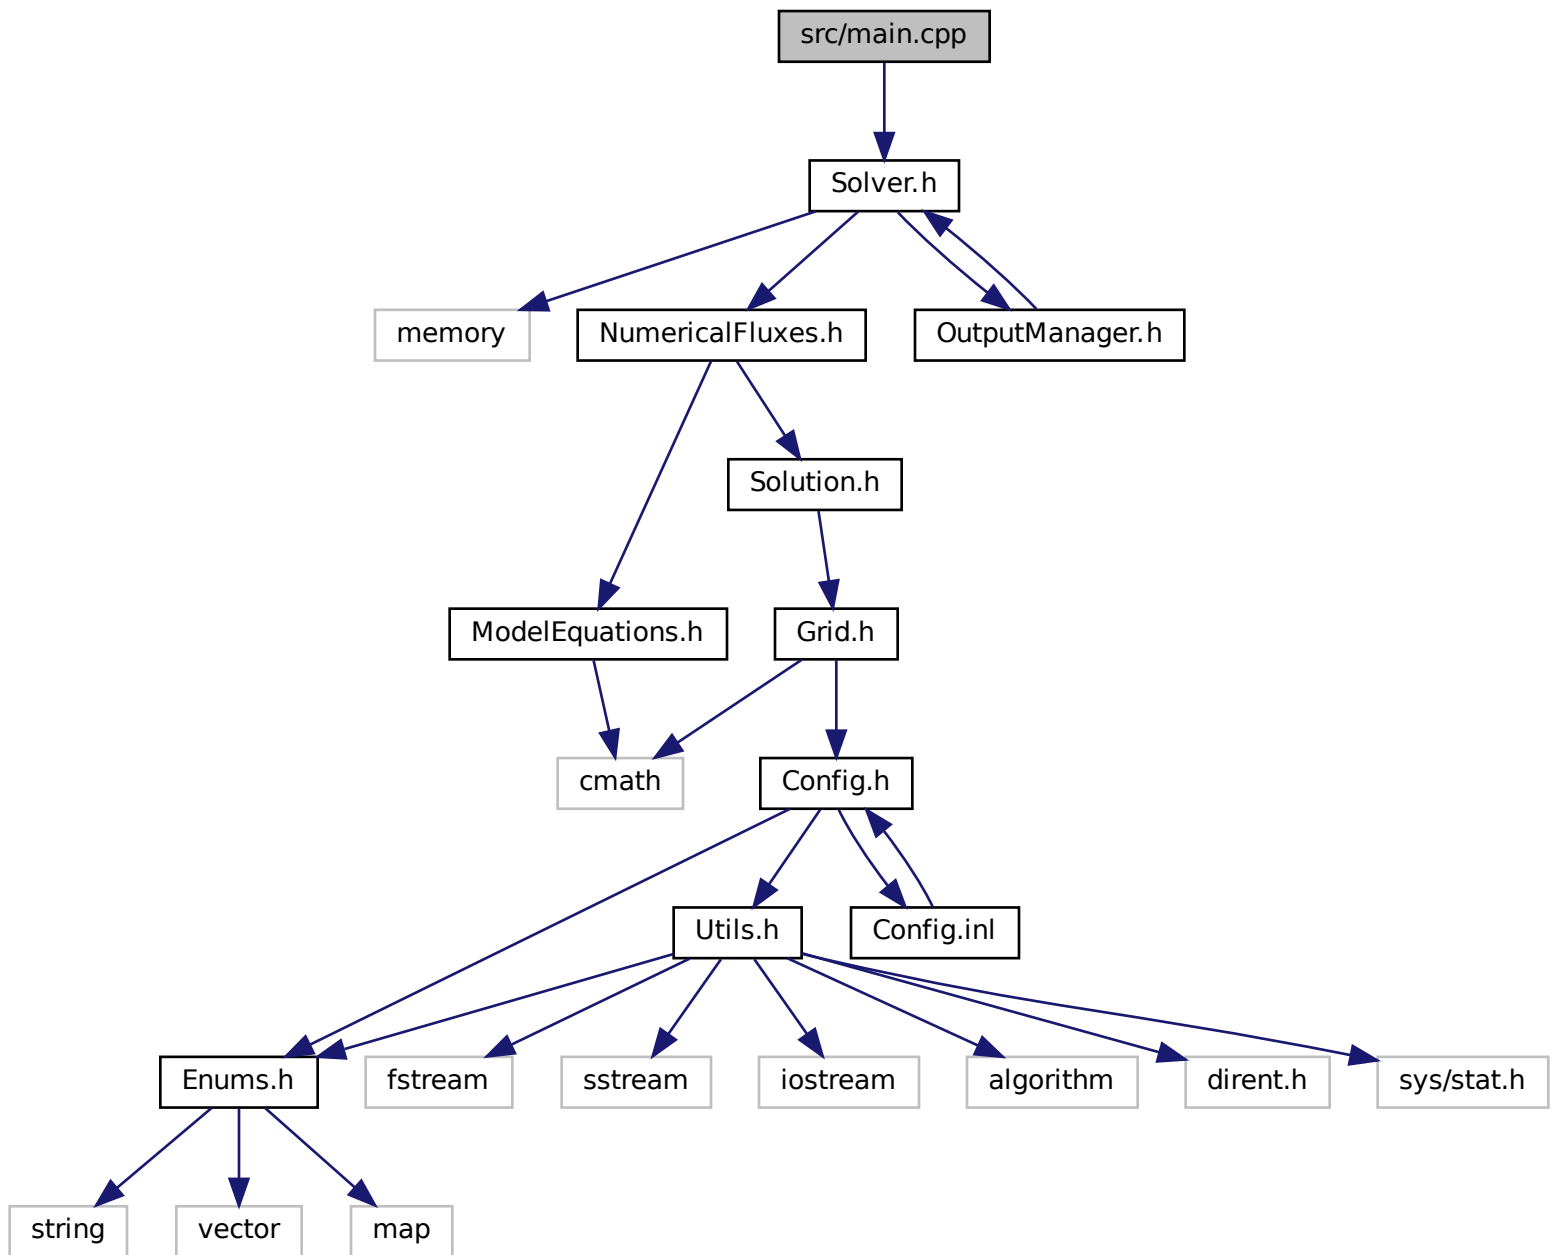 src/main.cpp
Solver.h
memory
NumericalFluxes.h
OutputManager.h
Solution.h
ModelEquations.h
Grid.h
cmath
Config.h
Utils.h
Config.inl
Enums.h
fstream
sstream
iostream
algorithm
dirent.h
sys/stat.h
string
vector
map